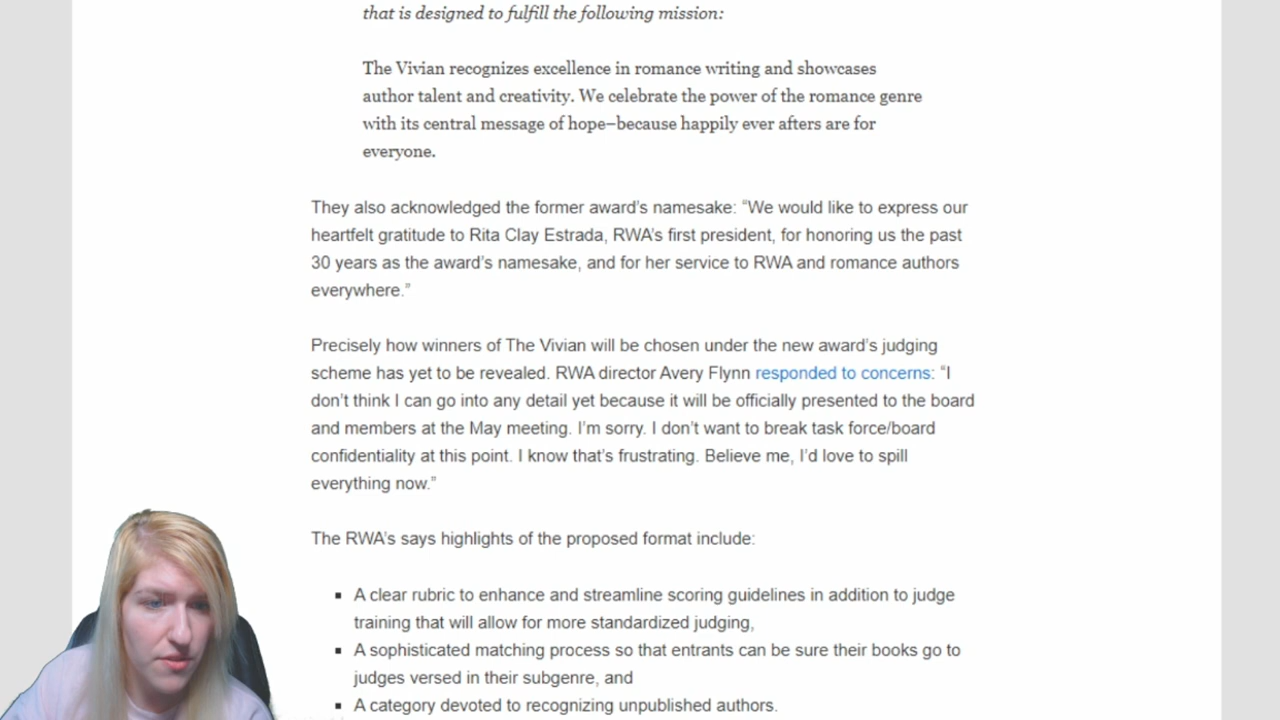 that is designed to fulfill the following mission:
The Vivian recognizes excellence in romance writing and showcases
author talent and creativity. We celebrate the power of the romance genre
with its central message of hope–because happily ever afters are for
everyone.
They also acknowledged the former award’s namesake: “We would like to express our
heartfelt gratitude to Rita Clay Estrada, RWA’s first president, for honoring us the past
30 years as the award’s namesake, and for her service to RWA and romance authors
everywhere.”
Precisely how winners of The Vivian will be chosen under the new award’s judging
scheme has yet to be revealed. RWA director Avery Flynn responded to concerns: “I
don’t think I can go into any detail yet because it will be officially presented to the board
and members at the May meeting. I’m sorry. I don’t want to break task force/board
confidentiality at this point. I know that’s frustrating. Believe me, I’d love to spill
everything now.”
The RWA’s says highlights of the proposed format include:
▪ A clear rubric to enhance and streamline scoring guidelines in addition to judge
training that will allow for more standardized judging,
▪ A sophisticated matching process so that entrants can be sure their books go to
judges versed in their subgenre, and
▪ A category devoted to recognizing unpublished authors.